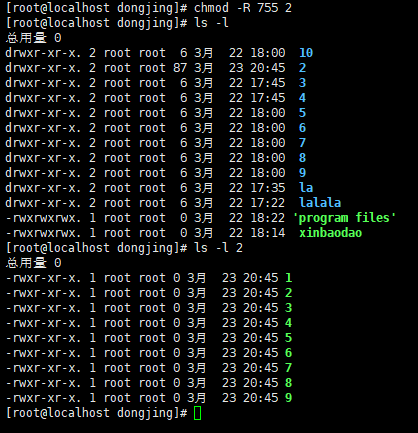 [root@localhost dongjing]# chmod -R 755 2
[root@localhost dongjing]# ls -l
总用量 0
drwxr-xr-x. 2 root root  6 3月  22 18:00 10
drwxr-xr-x. 2 root root 87 3月  23 20:45 2
drwxr-xr-x. 2 root root  6 3月  22 17:45 3
drwxr-xr-x. 2 root root  6 3月  22 17:45 4
drwxr-xr-x. 2 root root  6 3月  22 18:00 5
drwxr-xr-x. 2 root root  6 3月  22 18:00 6
drwxr-xr-x. 2 root root  6 3月  22 18:00 7
drwxr-xr-x. 2 root root  6 3月  22 18:00 8
drwxr-xr-x. 2 root root  6 3月  22 18:00 9
drwxr-xr-x. 2 root root  6 3月  22 17:35 la
drwxr-xr-x. 2 root root  6 3月  22 17:22 lalala
-rwxrwxrwx. 1 root root  0 3月  22 18:22 'program files'
-rwxrwxrwx. 1 root root  0 3月  22 18:14 xinbaodao
[root@localhost dongjing]# ls -l 2
总用量 0
-rwxr-xr-x. 1 root root 0 3月  23 20:45 1
-rwxr-xr-x. 1 root root 0 3月  23 20:45 2
-rwxr-xr-x. 1 root root 0 3月  23 20:45 3
-rwxr-xr-x. 1 root root 0 3月  23 20:45 4
-rwxr-xr-x. 1 root root 0 3月  23 20:45 5
-rwxr-xr-x. 1 root root 0 3月  23 20:45 6
-rwxr-xr-x. 1 root root 0 3月  23 20:45 7
-rwxr-xr-x. 1 root root 0 3月  23 20:45 8
-rwxr-xr-x. 1 root root 0 3月  23 20:45 9
[root@localhost dongjing]#